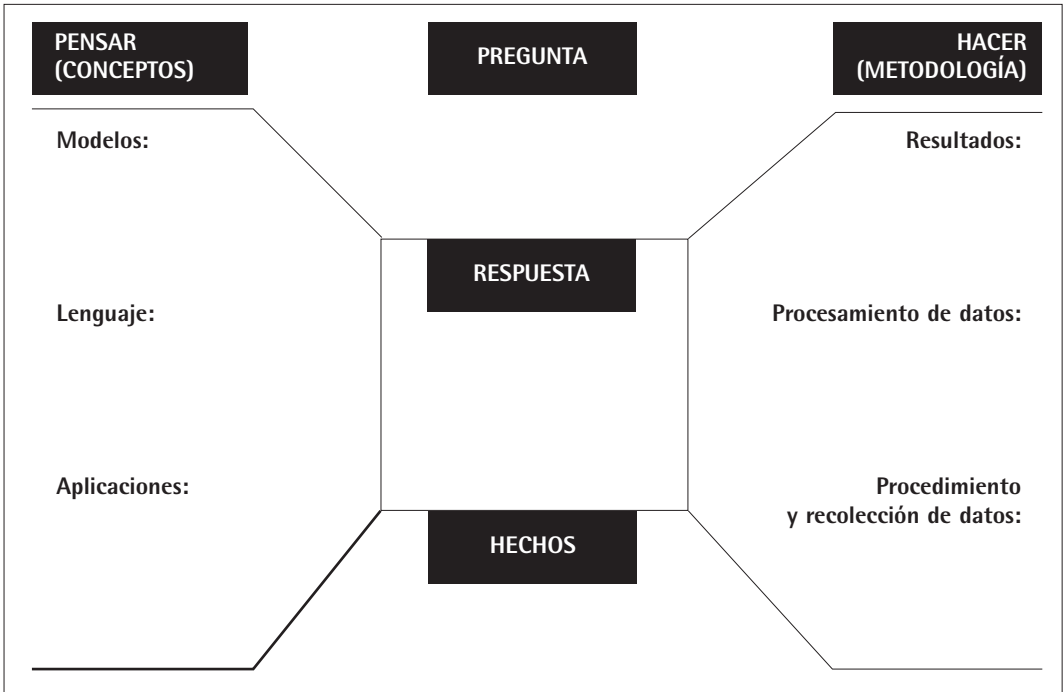 PENSAR
(CONCEPTOS)
PREGUNTA
HACER
(METODOLOGÍA)
Modelos:
Resultados:
RESPUESTA
Lenguaje:
Procesamiento de datos:
Aplicaciones:
Procedimiento
y recolección de datos:
HECHOS